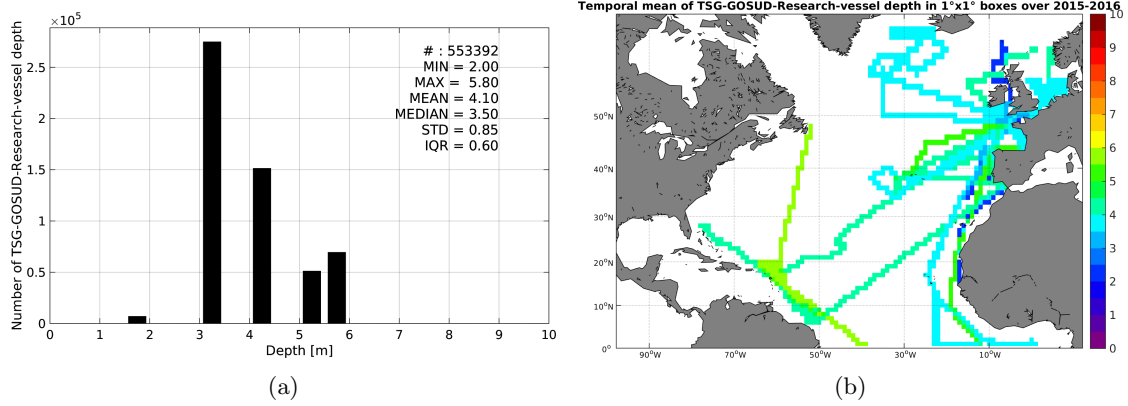 ×10⁵
Number of TSG-GOSUD-Research-vessel depth
2.5
2
1.5
1
0.5
0
0 1 2 3 4 5 6 7 8 9 10
Depth [m]
# : 553392
MIN = 2.00
MAX = 5.80
MEAN = 4.10
MEDIAN = 3.50
STD = 0.85
IQR = 0.60
(a)
Temporal mean of TSG-GOSUD-Research-vessel depth in 1°x1° boxes over 2015-2016
50°N
40°N
30°N
20°N
10°N
0°
90°W 70°W 50°W 30°W 10°W
10
9
8
7
6
5
4
3
2
1
0
(b)